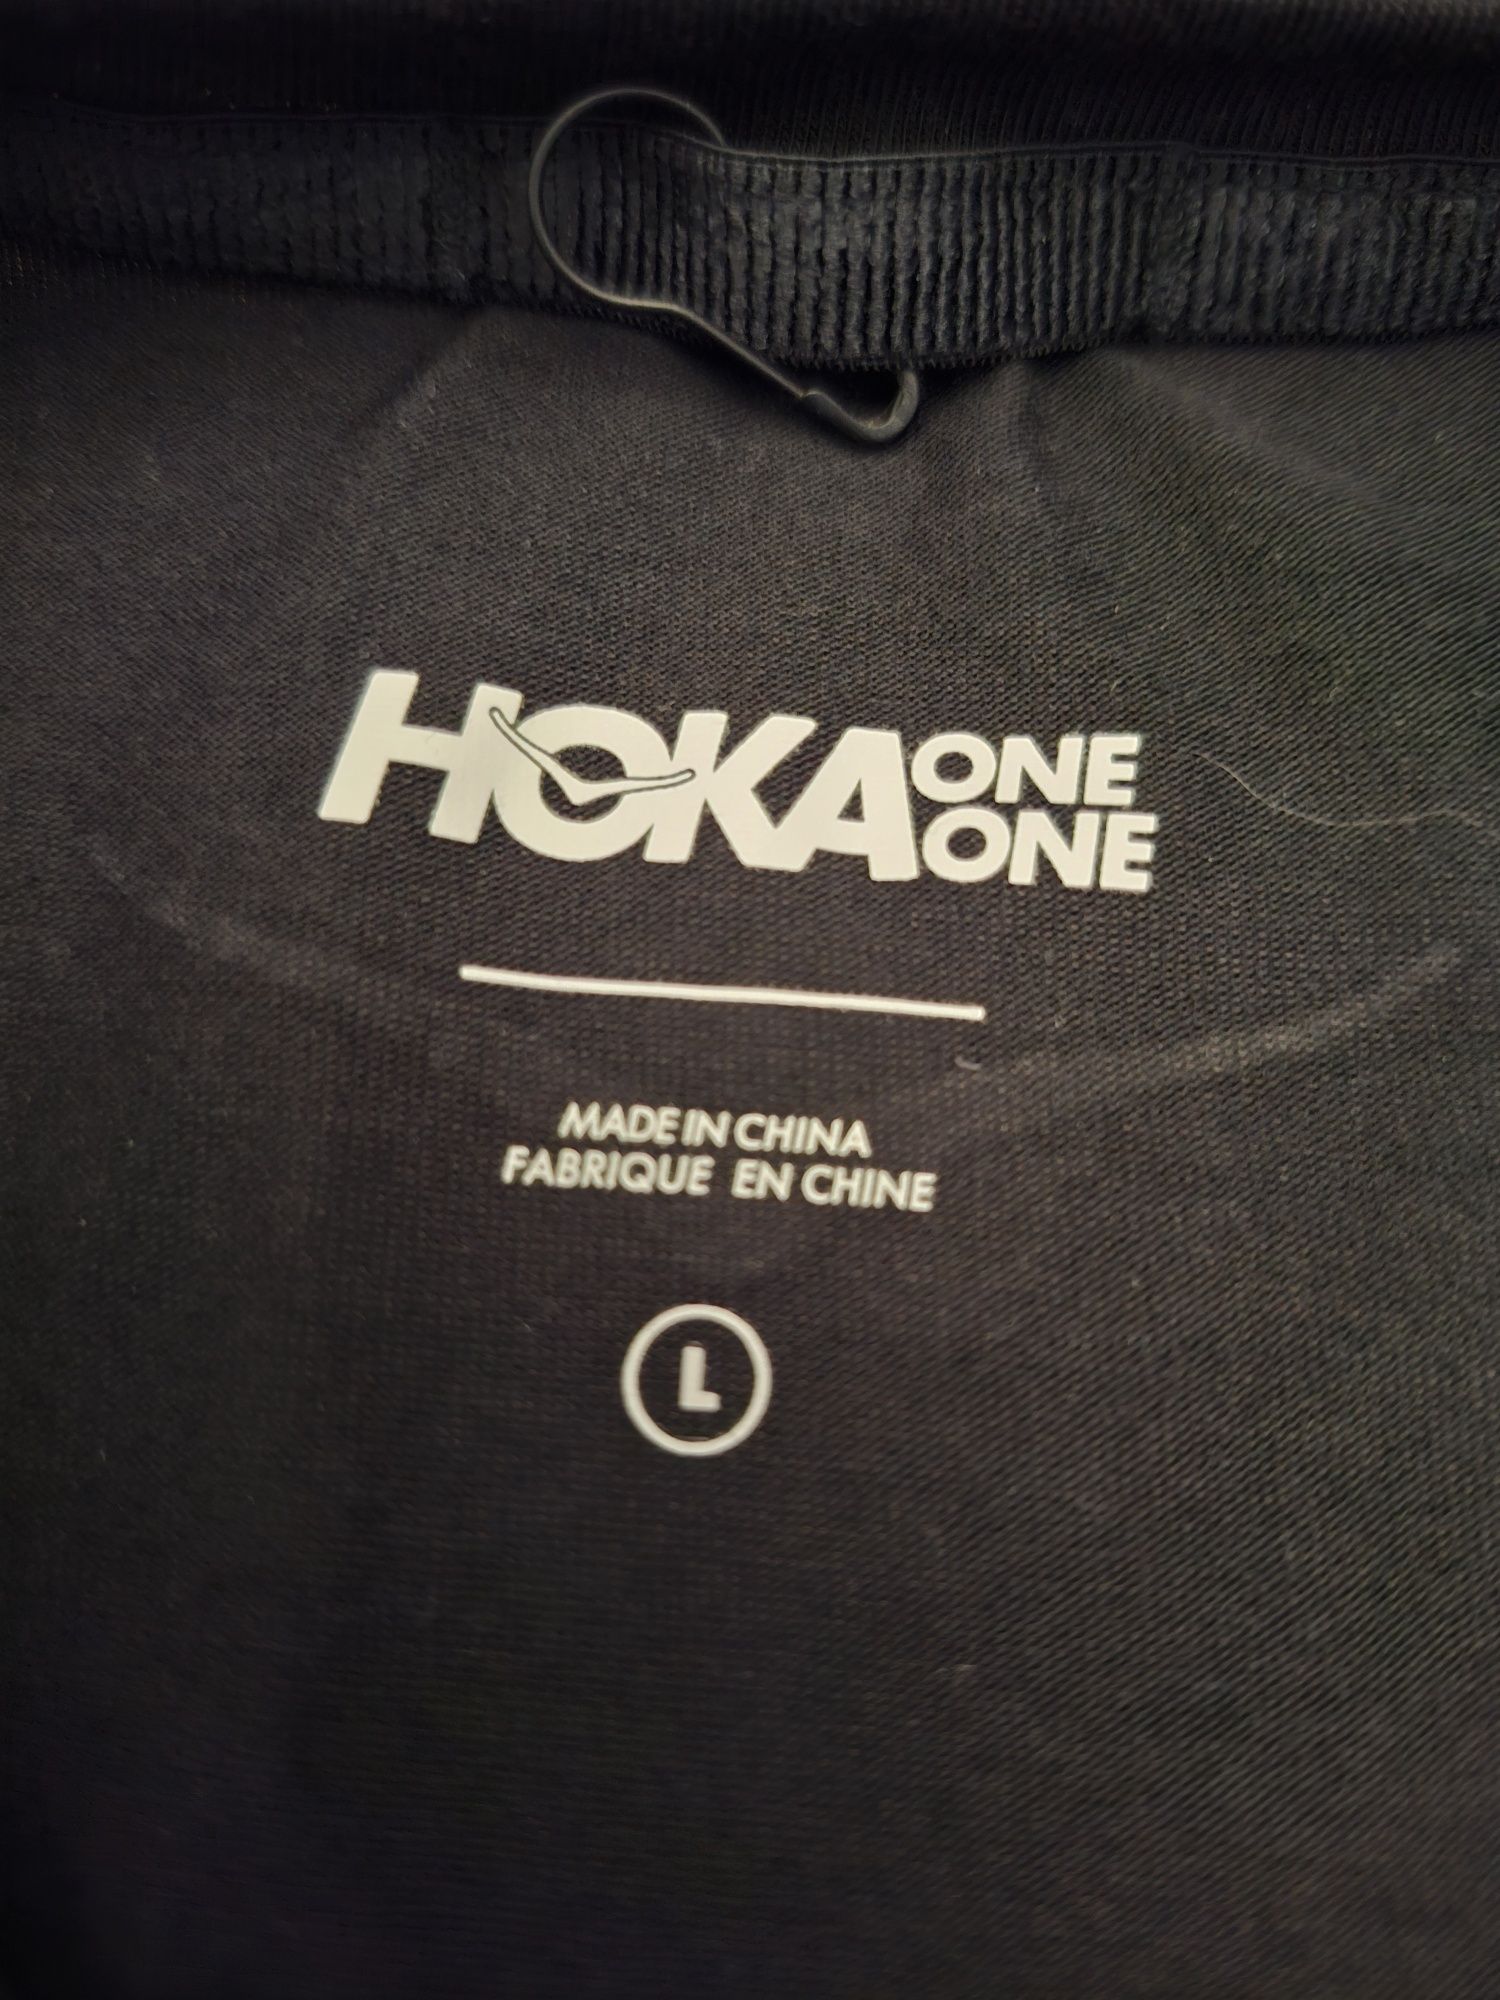 HOKA ONE ONE
MADE IN CHINA
FABRIQUE EN CHINE
L